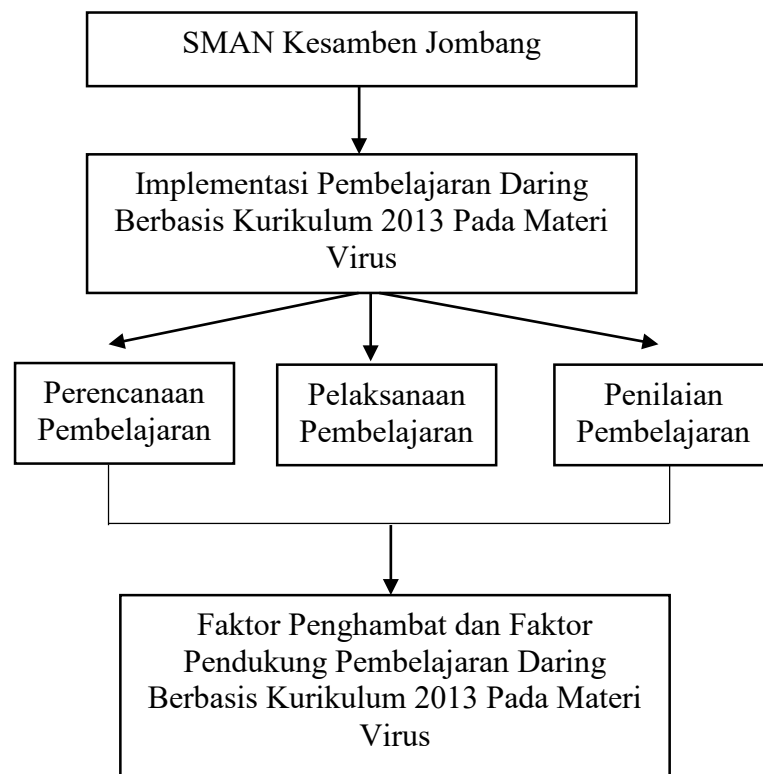 SMAN Kesamben Jombang
Implementasi Pembelajaran Daring
Berbasis Kurikulum 2013 Pada Materi
Virus
Perencanaan
Pembelajaran
Pelaksanaan
Pembelajaran
Penilaian
Pembelajaran
Faktor Penghambat dan Faktor
Pendukung Pembelajaran Daring
Berbasis Kurikulum 2013 Pada Materi
Virus